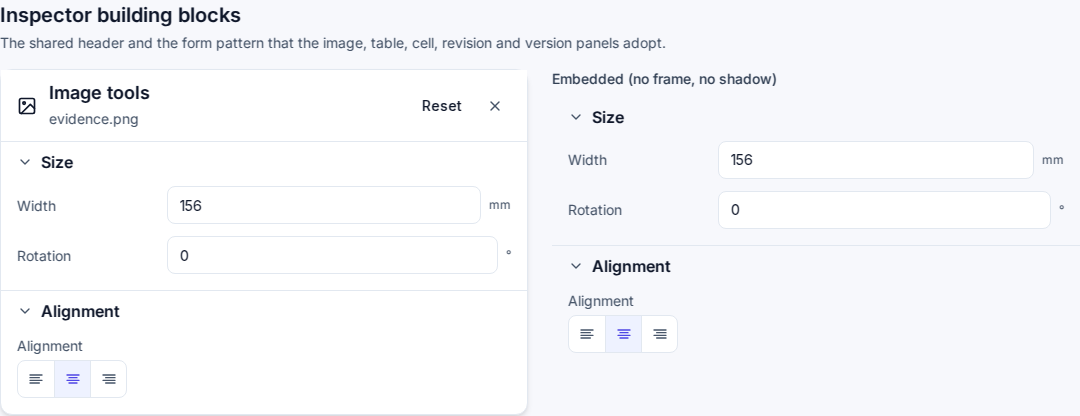 Inspector building blocks
The shared header and the form pattern that the image, table, cell, revision and version panels adopt.
Image tools
evidence.png
Reset
Size
Width
156
mm
Rotation
0
°
Alignment
Alignment
Embedded (no frame, no shadow)
Size
Width
156
mm
Rotation
0
°
Alignment
Alignment